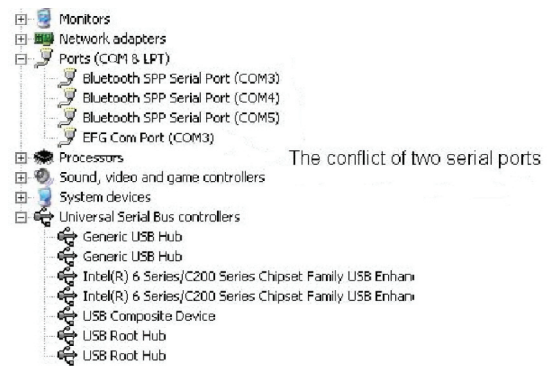 Monitors
Network adapters
Ports (COM & LPT)
Bluetooth SPP Serial Port (COM3)
Bluetooth SPP Serial Port (COM4)
Bluetooth SPP Serial Port (COM5)
EFG Com Port (COM3)
Processors
The conflict of two serial ports
Sound, video and game controllers
System devices
Universal Serial Bus controllers
Generic USB Hub
Generic USB Hub
Intel(R) 6 Series/C200 Series Chipset Family USB Enhan
Intel(R) 6 Series/C200 Series Chipset Family USB Enhan
USB Composite Device
USB Root Hub
USB Root Hub